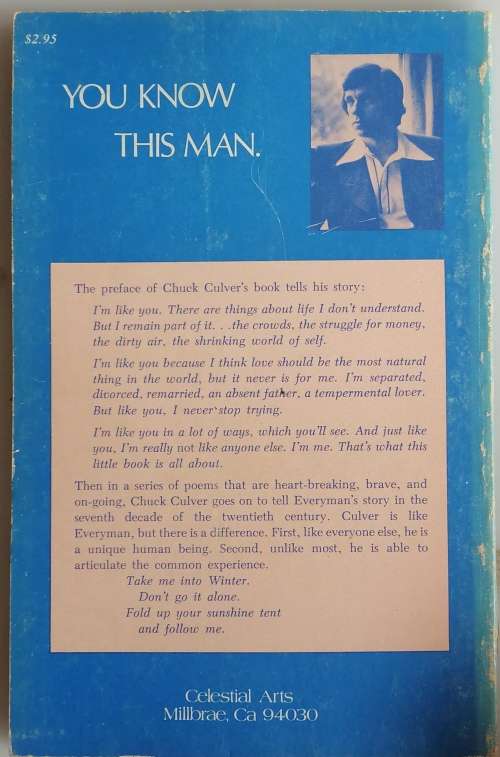 $2.95
YOU KNOW
THIS MAN.
The preface of Chuck Culver's book tells his story:
I'm like you. There are things about life I don't understand.
But I remain part of it. . .the crowds, the struggle for money,
the dirty air, the shrinking world of self.
I'm like you because I think love should be the most natural
thing in the world, but it never is for me. I'm separated,
divorced, remarried, an absent father, a tempermental lover.
But like you, I never stop trying.
I'm like you in a lot of ways, which you'll see. And just like
you, I'm really not like anyone else. I'm me. That's what this
little book is all about.
Then in a series of poems that are heart-breaking, brave, and
on-going, Chuck Culver goes on to tell Everyman's story in the
seventh decade of the twentieth century. Culver is like
Everyman, but there is a difference. First, like everyone else, he is
a unique human being. Second, unlike most, he is able to
articulate the common experience.
Take me into Winter.
Don't go it alone.
Fold up your sunshine tent
and follow me.
Celestial Arts
Millbrae, Ca 94030